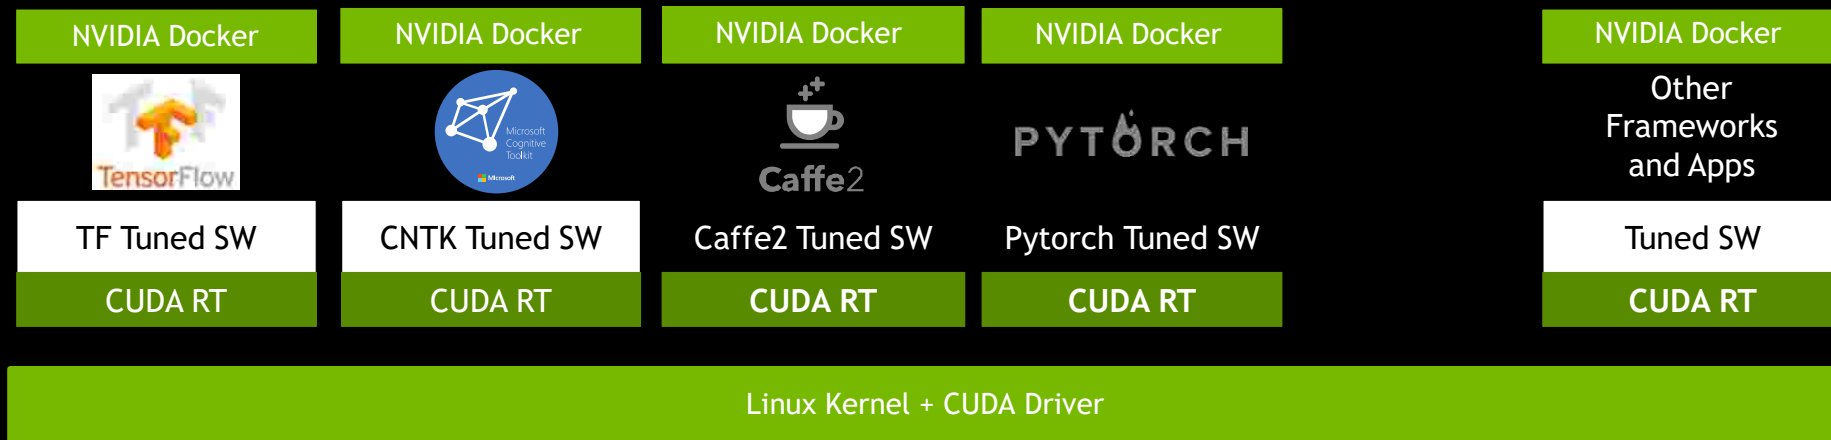 NVIDIA Docker
NVIDIA Docker
NVIDIA Docker
NVIDIA Docker
NVIDIA Docker
TensorFlow
Microsoft
Cognitive
Toolkit
Microsoft
Caffe2
PYTORCH
Other
Frameworks
and Apps
TF Tuned SW
CNTK Tuned SW
Caffe2 Tuned SW
Pytorch Tuned SW
Tuned SW
CUDA RT
CUDA RT
CUDA RT
CUDA RT
CUDA RT
Linux Kernel + CUDA Driver